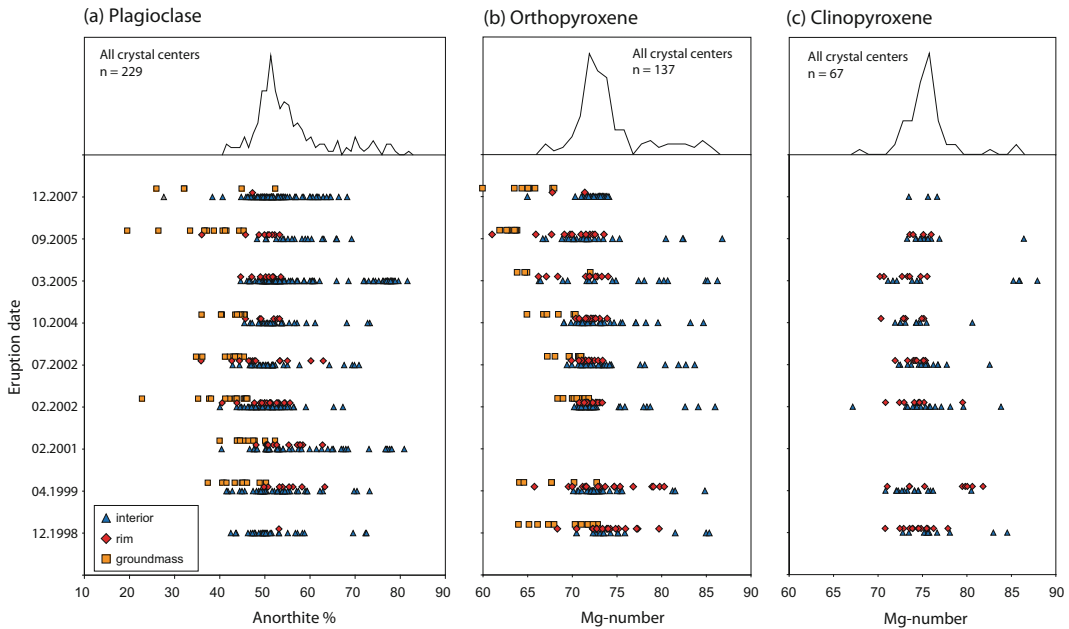 (a) Plagioclase
(b) Orthopyroxene
(c) Clinopyroxene
All crystal centers
n = 229
All crystal centers
n = 137
All crystal centers
n = 67
Eruption date
12.2007
09.2005
03.2005
10.2004
07.2002
02.2002
02.2001
04.1999
12.1998
interior
rim
groundmass
10 20 30 40 50 60 70 80 90
60 65 70 75 80 85 90
60 65 70 75 80 85 90
Anorthite %
Mg-number
Mg-number